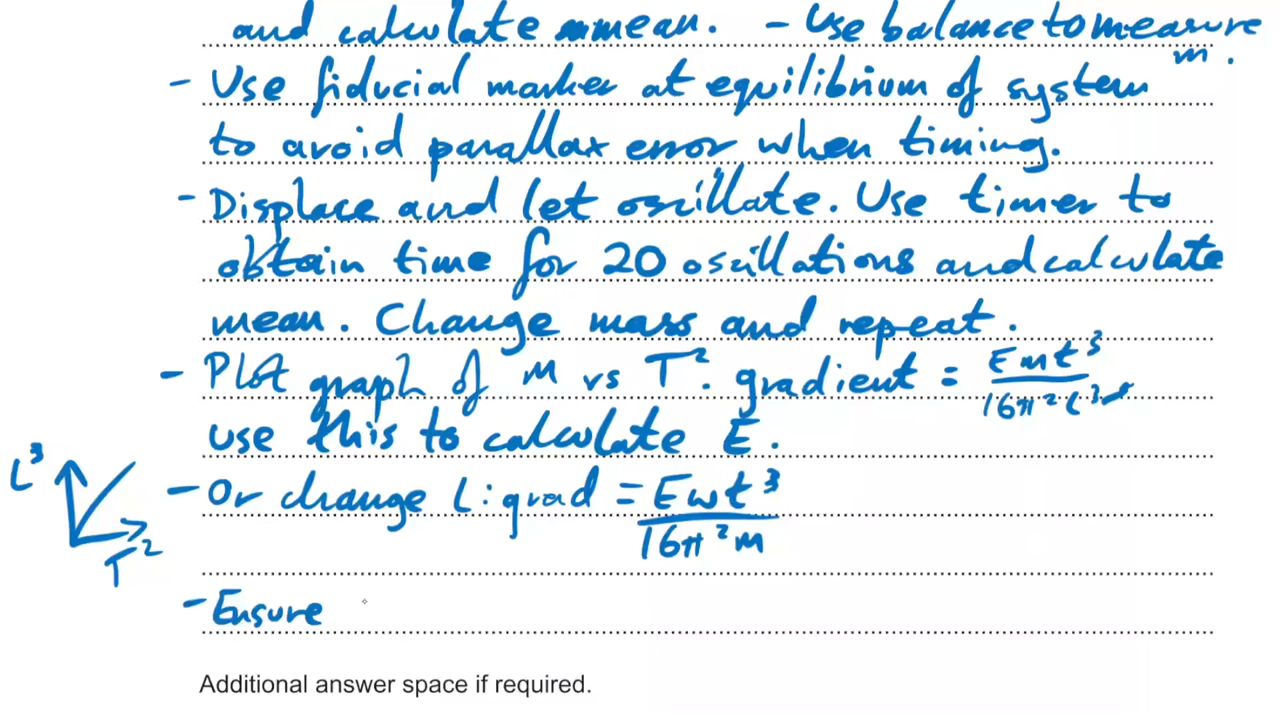 and calculate mean. - Use balance to measure
m.
- Use fiducial marker at equilibrium of system
to avoid parallax error when timing.
- Displace and let oscillate. Use timer to
obtain time for 20 oscillations and calculate
mean. Change mass and repeat.
- Plot graph of m vs T². gradient = Emt³/16π²L³
use this to calculate E.
L³
T²
- Or change L: grad = Ewt³/16π²m
- Ensure
Additional answer space if required.